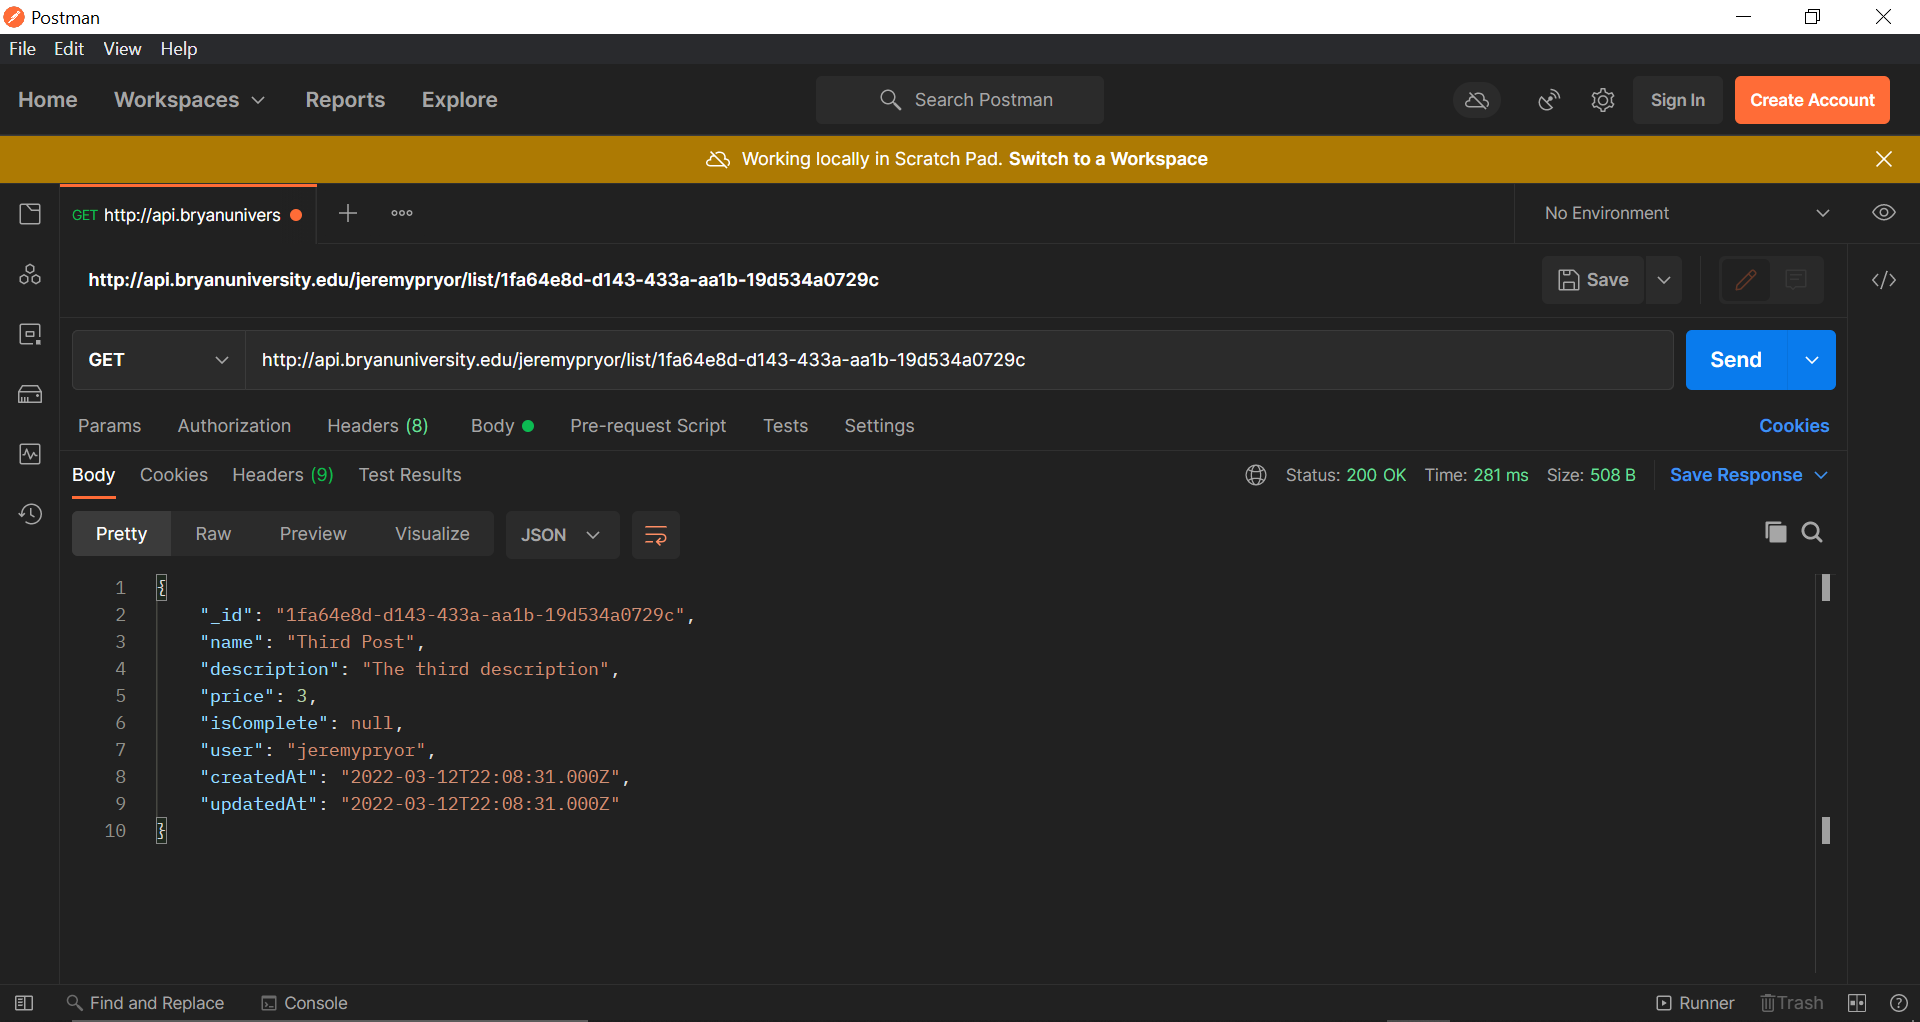 Postman
File Edit View Help
Home Workspaces Reports Explore Search Postman Sign In Create Account
Working locally in Scratch Pad. Switch to a Workspace
GET http://api.bryanunivers No Environment
http://api.bryanuniversity.edu/jeremypryor/list/1fa64e8d-d143-433a-aa1b-19d534a0729c Save
GET http://api.bryanuniversity.edu/jeremypryor/list/1fa64e8d-d143-433a-aa1b-19d534a0729c Send
Params Authorization Headers (8) Body Pre-request Script Tests Settings Cookies
Body Cookies Headers (9) Test Results Status: 200 OK Time: 281 ms Size: 508 B Save Response
Pretty Raw Preview Visualize JSON
1 {
2 "_id": "1fa64e8d-d143-433a-aa1b-19d534a0729c",
3 "name": "Third Post",
4 "description": "The third description",
5 "price": 3,
6 "isComplete": null,
7 "user": "jeremypryor",
8 "createdAt": "2022-03-12T22:08:31.000Z",
9 "updatedAt": "2022-03-12T22:08:31.000Z"
10 }
Find and Replace Console Runner Trash